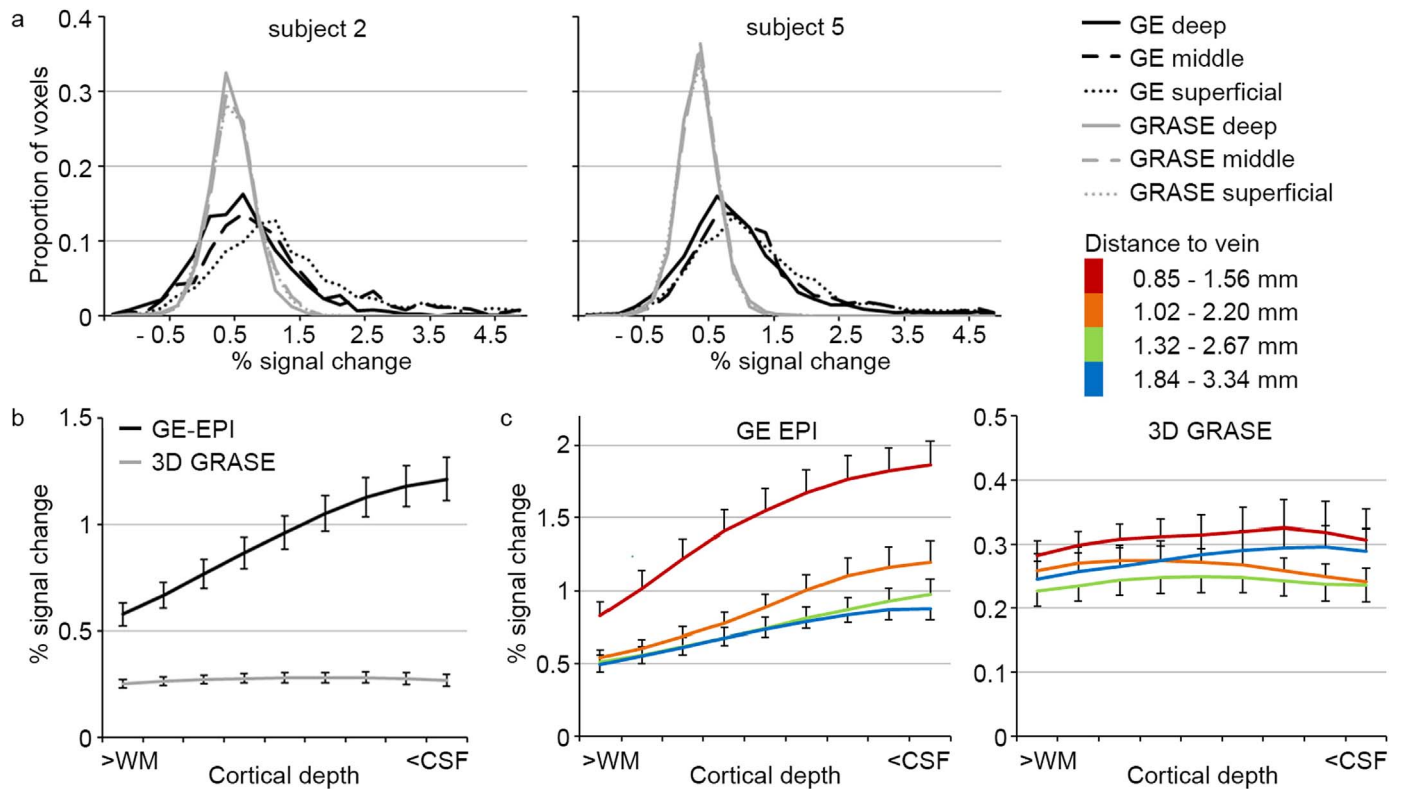 a
subject 2
subject 5
Proportion of voxels
0.4
0.3
0.2
0.1
0
- 0.5 0.5 1.5 2.5 3.5 4.5
% signal change
- 0.5 0.5 1.5 2.5 3.5 4.5
% signal change
GE deep
GE middle
GE superficial
GRASE deep
GRASE middle
GRASE superficial
Distance to vein
0.85 - 1.56 mm
1.02 - 2.20 mm
1.32 - 2.67 mm
1.84 - 3.34 mm
b
GE-EPI
3D GRASE
% signal change
1.5
1
0.5
0
>WM
<CSF
Cortical depth
c
GE EPI
% signal change
2
1.5
1
0.5
0
>WM
<CSF
Cortical depth
3D GRASE
0.5
0.4
0.3
0.2
0.1
0
>WM
<CSF
Cortical depth